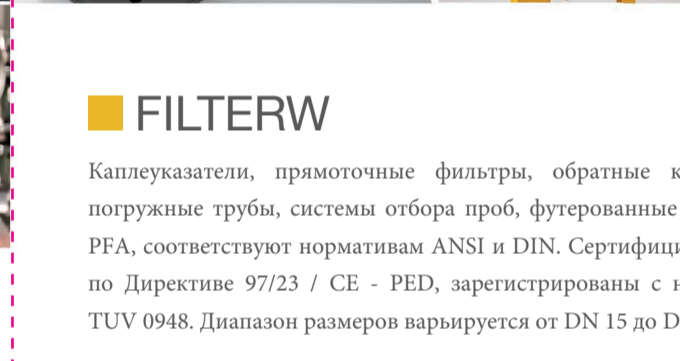 FILTERW
Каплеуказатели, прямоточные фильтры, обратные
погружные трубы, системы отбора проб, футерованные
PFA, соответствуют нормативам ANSI и DIN.
по Директиве 97/23 / CE - PED, зарегистрированы с
TUV 0948. Диапазон размеров варьируется от DN 15 до